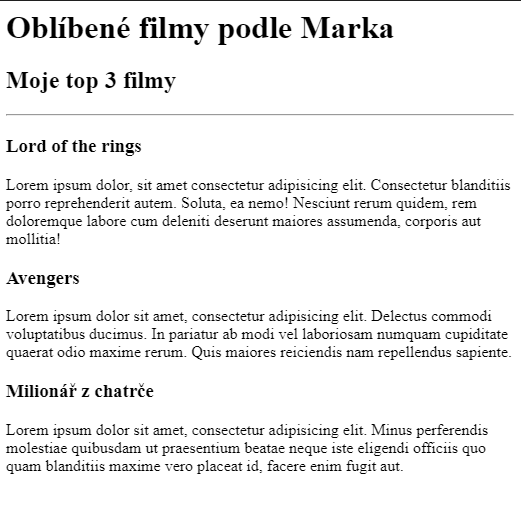 Oblíbené filmy podle Marka
Moje top 3 filmy
Lord of the rings
Lorem ipsum dolor, sit amet consectetur adipisicing elit. Consectetur blanditiis
porro reprehenderit autem. Soluta, ea nemo! Nesciunt rerum quidem, rem
doloremque labore cum deleniti deserunt maiores assumenda, corporis aut
mollitia!
Avengers
Lorem ipsum dolor sit amet, consectetur adipisicing elit. Delectus commodi
voluptatibus ducimus. In pariatur ab modi vel laboriosam numquam cupiditate
quaerat odio maxime rerum. Quis maiores reiciendis nam repellendus sapiente.
Milionář z chatrče
Lorem ipsum dolor sit amet, consectetur adipisicing elit. Minus perferendis
molestiae quibusdam ut praesentium beatae neque iste eligendi officiis quo
quam blanditiis maxime vero placeat id, facere enim fugit aut.